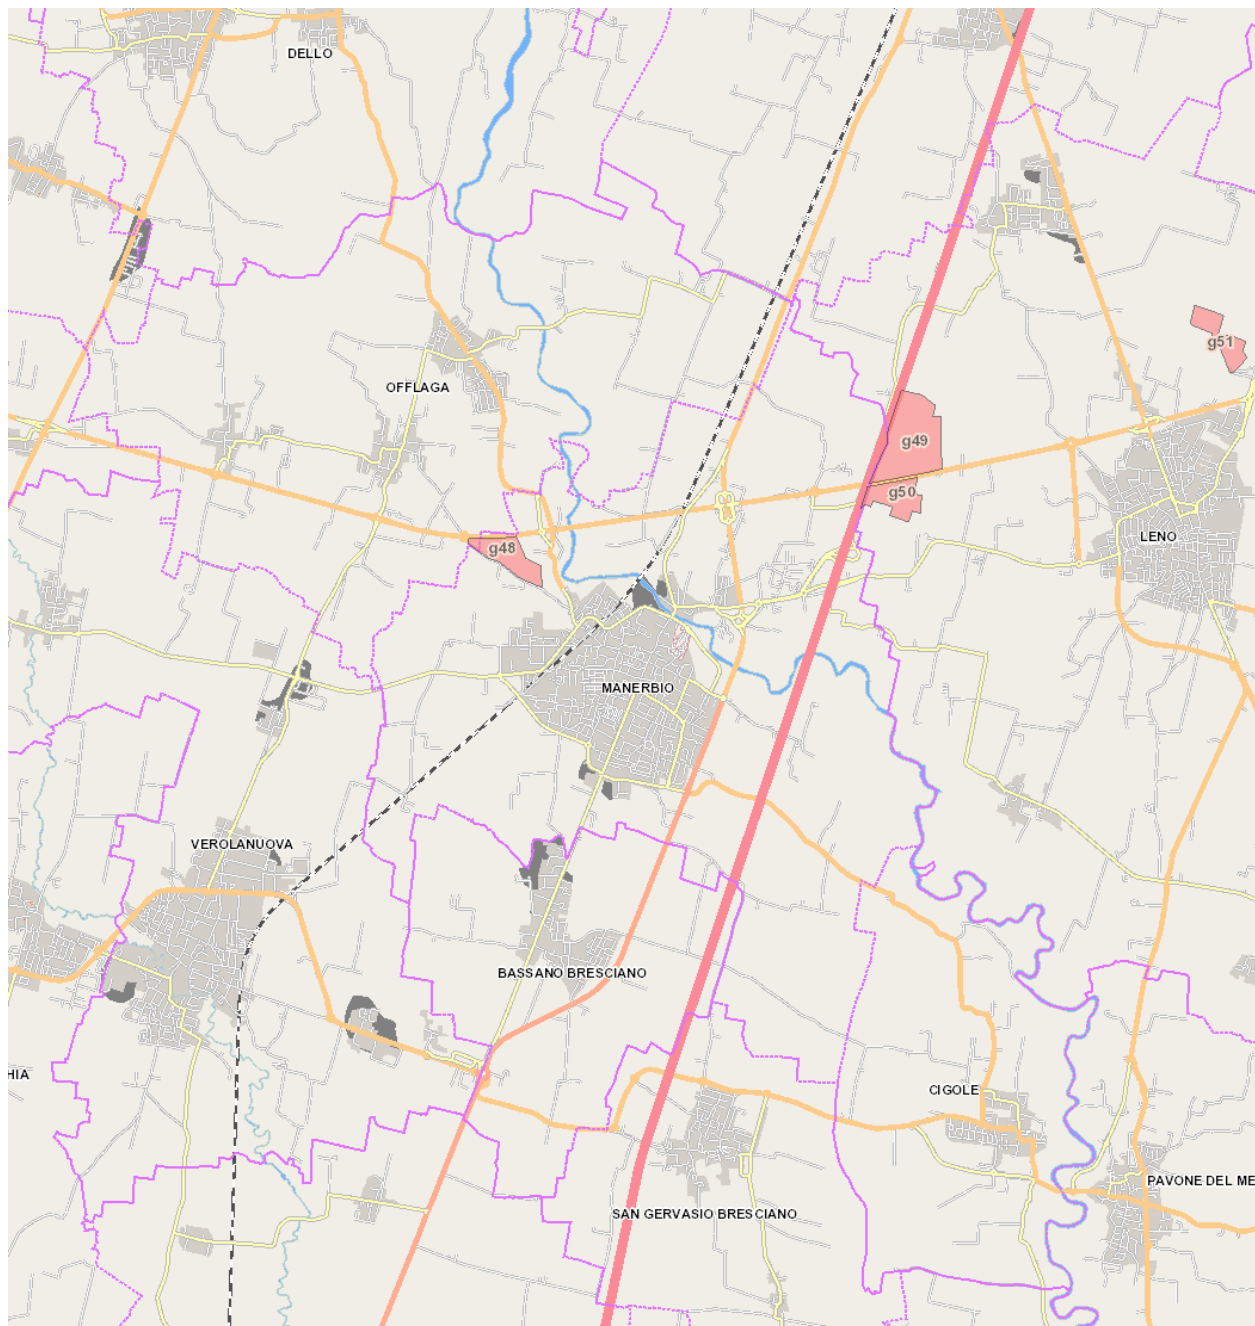 DELLO
g51
OFFLAGA
g49
g50
g48
LENO
MANERBIO
VEROLANUOVA
BASSANO BRESCIANO
HIA
CIGOLE
PAVONE DEL ME
SAN GERVASIO BRESCIANO